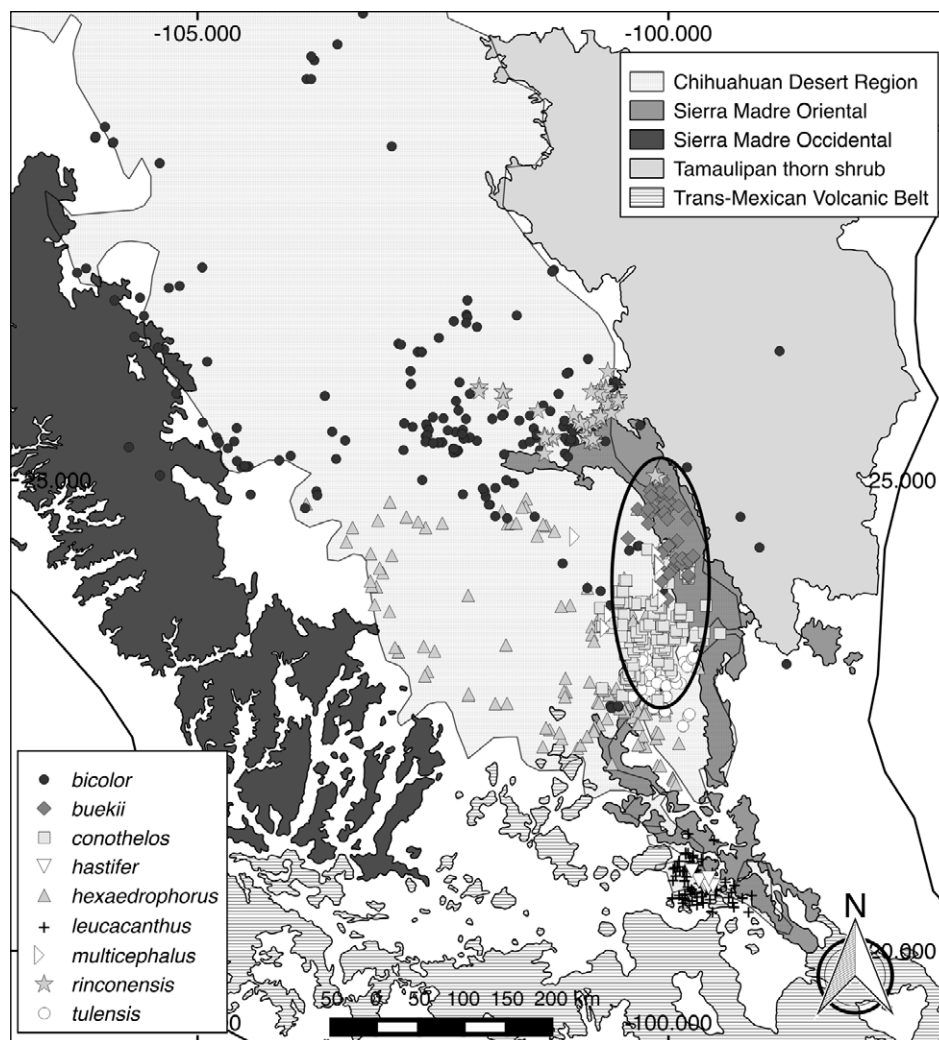 -105.000
-100.000
Chihuahuan Desert Region
Sierra Madre Oriental
Sierra Madre Occidental
Tamaulipan thorn shrub
Trans-Mexican Volcanic Belt
25.000
25.000
bicolor
buekii
conothelos
hastifer
hexaedrophorus
leucacanthus
multicephalus
rinconensis
tulensis
N
20.000
50 0 50 100 150 200 km
-100.000